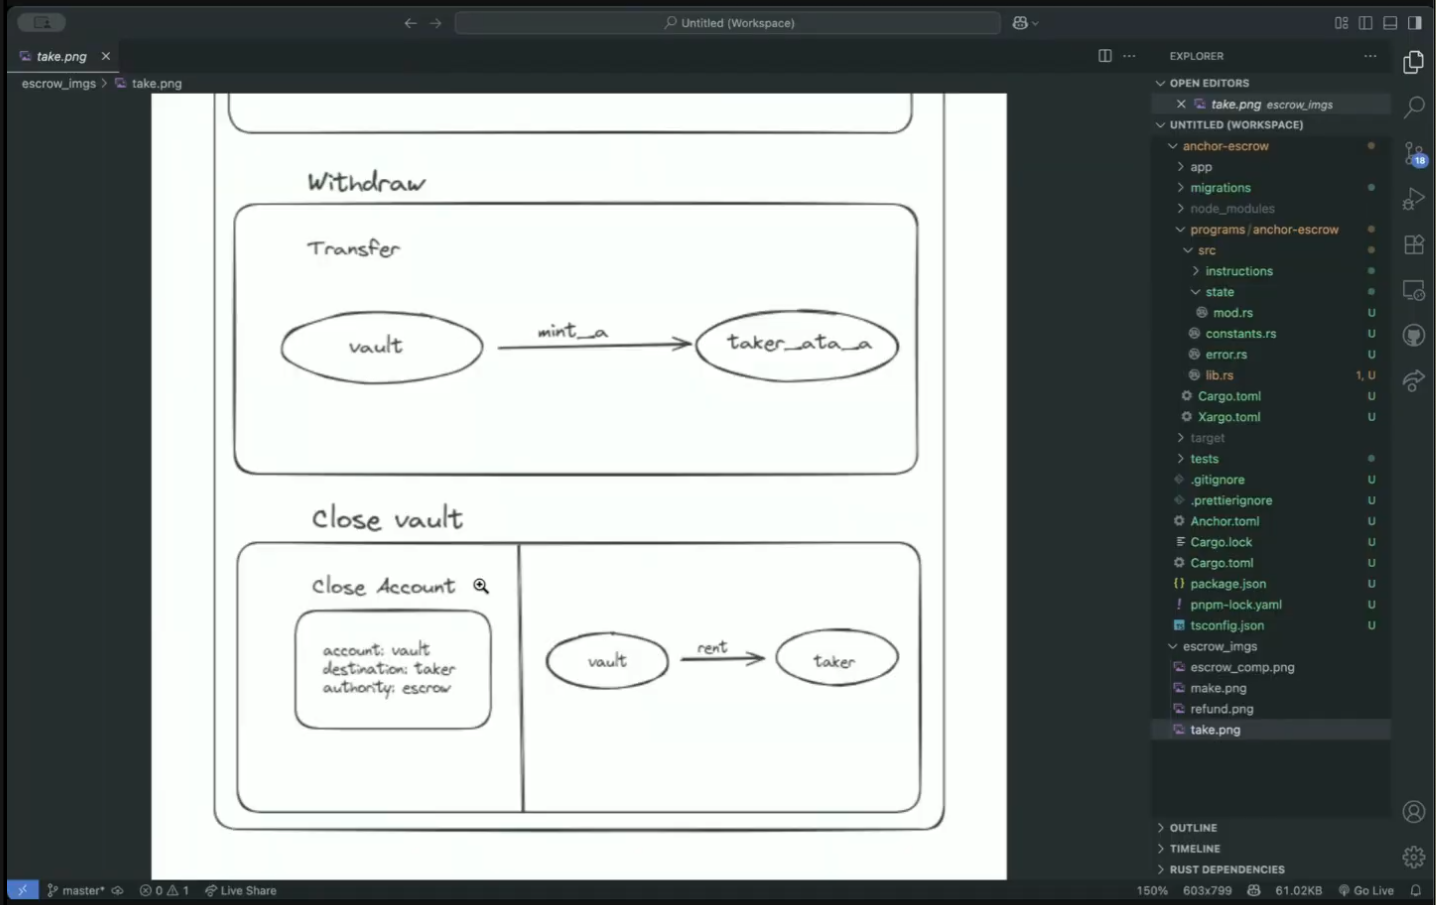 Untitled (Workspace)
take.png
escrow_imgs > take.png
Withdraw
Transfer
vault
mint_a
taker_ata_a
Close vault
Close Account
account: vault
destination: taker
authority: escrow
vault
rent
taker
EXPLORER
OPEN EDITORS
take.png escrow_imgs
UNTITLED (WORKSPACE)
anchor-escrow
app
migrations
node_modules
programs/anchor-escrow
src
instructions
state
mod.rs U
constants.rs U
error.rs U
lib.rs 1, U
Cargo.toml U
Xargo.toml U
target
tests
.gitignore U
.prettierignore U
Anchor.toml U
Cargo.lock U
Cargo.toml U
package.json U
pnpm-lock.yaml U
tsconfig.json U
escrow_imgs
escrow_comp.png
make.png
refund.png
take.png
OUTLINE
TIMELINE
RUST DEPENDENCIES
18
master* 0 1 Live Share 150% 603x799 61.02KB Go Live